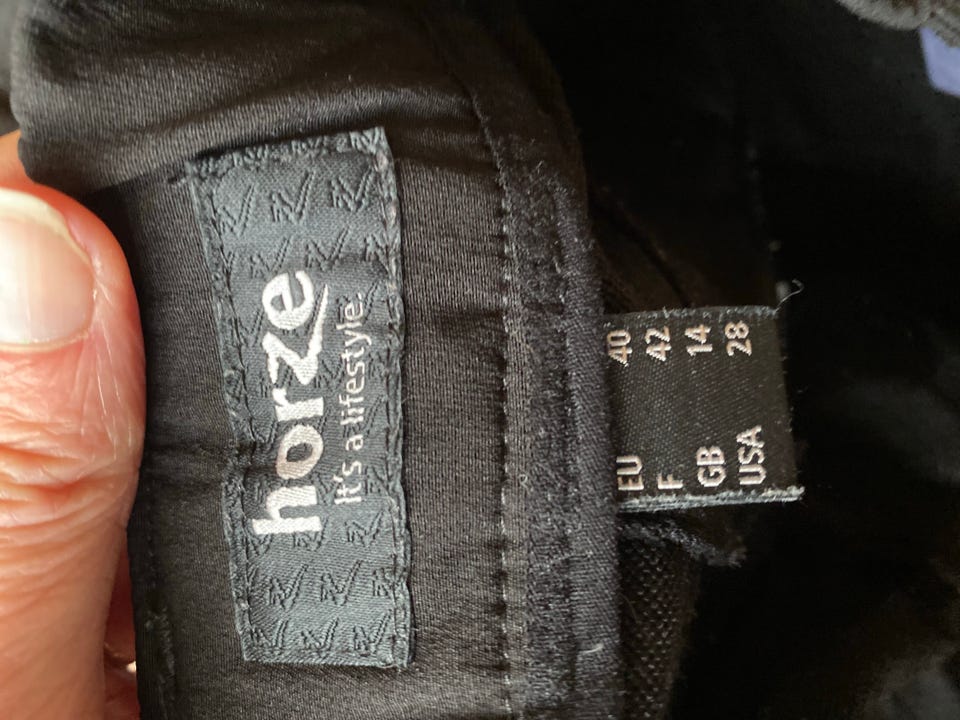 horze
It's a lifestyle.
EU 40
F 42
GB 14
USA 28